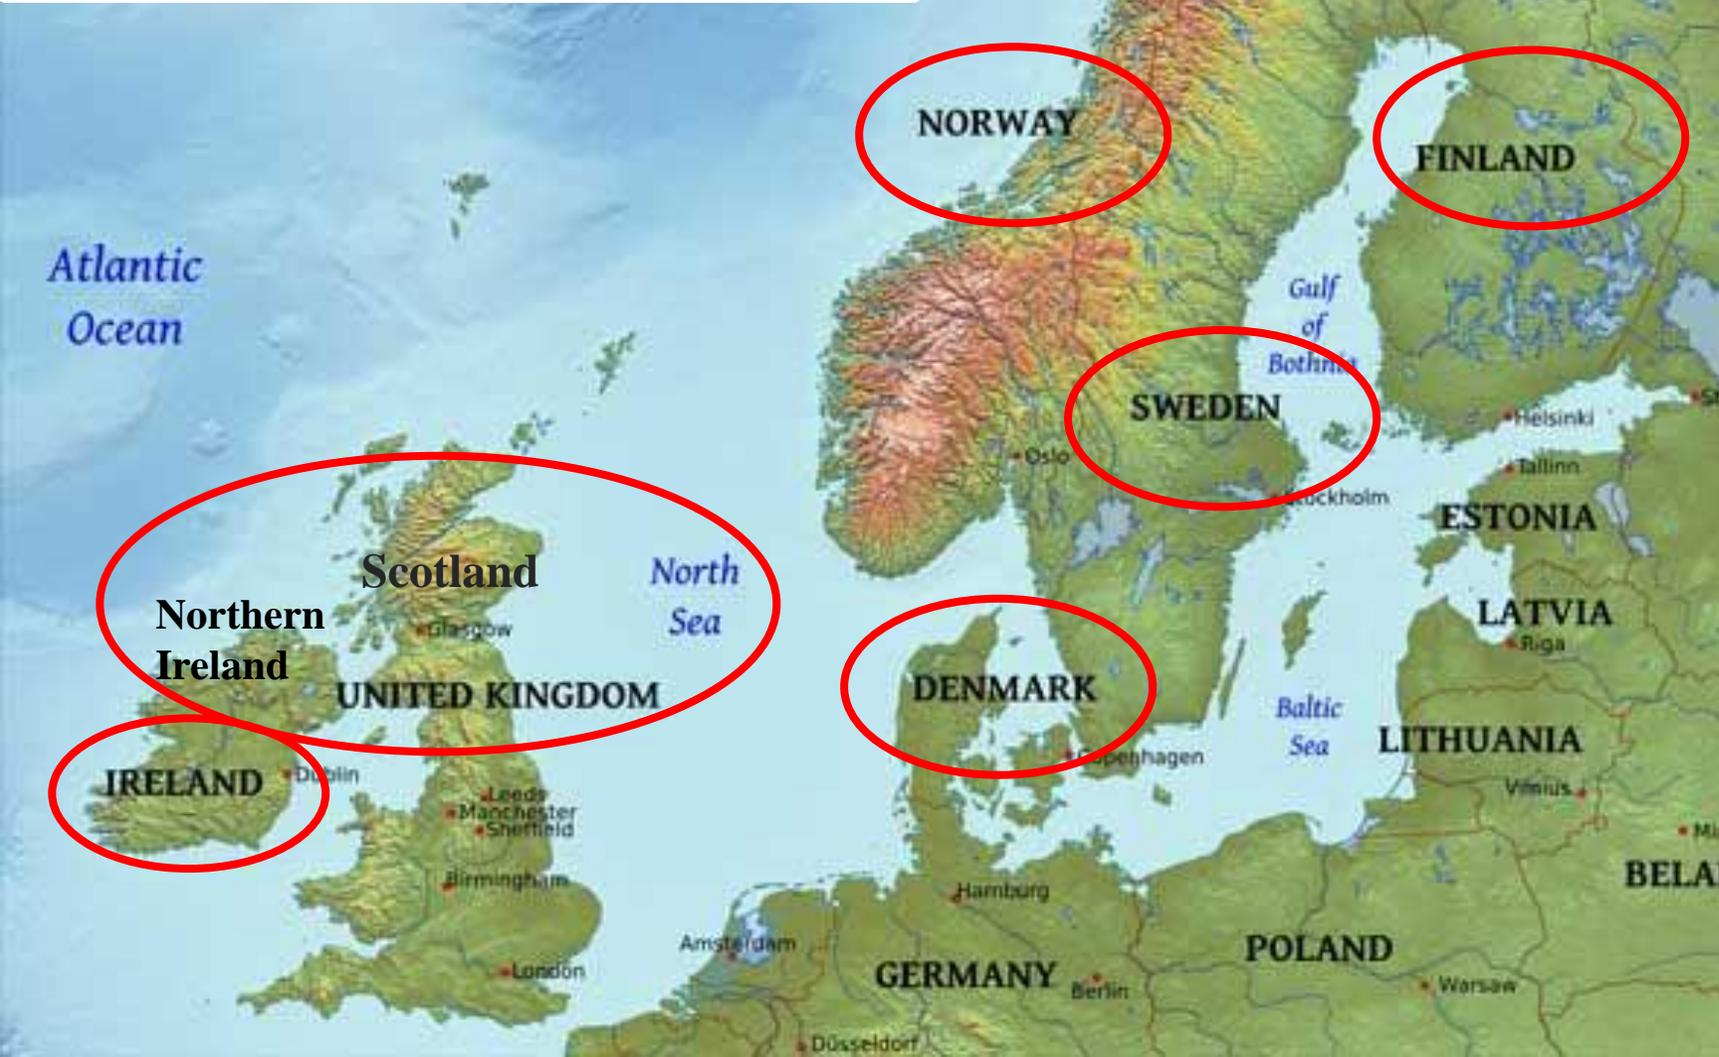 NORWAY
FINLAND
Atlantic
Ocean
Gulf
of
Bothnia
SWEDEN
Helsinki
Oslo
Tallinn
Stockholm
ESTONIA
Scotland
North
Sea
Northern
Ireland
Glasgow
LATVIA
Riga
UNITED KINGDOM
DENMARK
Baltic
Sea
LITHUANIA
Copenhagen
IRELAND
Dublin
Vilnius
Leeds
Manchester
Sheffield
Mi
BELA
Birmingham
Hamburg
Amsterdam
POLAND
London
GERMANY
Berlin
Warsaw
Düsseldorf